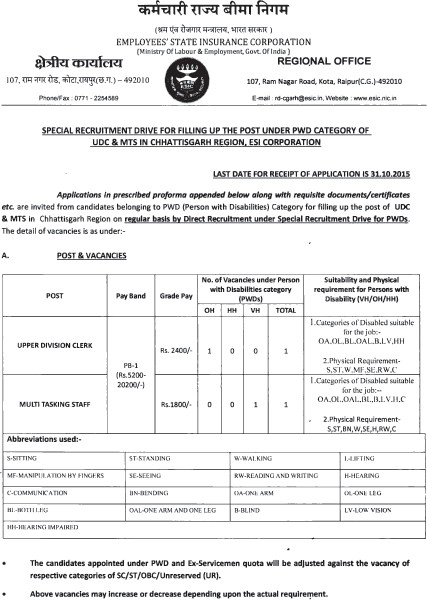 कर्मचारी राज्य बीमा निगम
(श्रम एंव रोजगार मन्त्रालय, भारत सरकार )
EMPLOYEES' STATE INSURANCE CORPORATION
(Ministry Of Labour & Employment, Govt. Of India )
क्षेत्रीय कार्यालय
REGIONAL OFFICE
107, राम नगर रोड, कोटा,रायपुर(छ.ग.) – 492010
107, Ram Nagar Road, Kota, Raipur(C.G.)-492010
Phone/Fax : 0771 - 2254589
E-mail : rd-cgarh@esic.in, Website : www.esic.nic.in
SPECIAL RECRUITMENT DRIVE FOR FILLING UP THE POST UNDER PWD CATEGORY OF
UDC & MTS IN CHHATTISGARH REGION, ESI CORPORATION
LAST DATE FOR RECEIPT OF APPLICATION IS 31.10.2015
Applications in prescribed proforma appended below along with requisite documents/certificates
etc. are invited from candidates belonging to PWD (Person with Disabilities) Category for filling up the post of UDC
& MTS in Chhattisgarh Region on regular basis by Direct Recruitment under Special Recruitment Drive for PWDs.
The detail of vacancies is as under:-
A. POST & VACANCIES
POST
Pay Band
Grade Pay
No. of Vacancies under Person
with Disabilities category
(PWDs)
Suitability and Physical
requirement for Persons with
Disability (VH/OH/HH)
OH HH VH TOTAL
UPPER DIVISION CLERK
PB-1
(Rs.5200-
20200/-)
Rs. 2400/- 1 0 0 1
1.Categories of Disabled suitable
for the job:-
OA,OL,BL.OAL,B,LV,HH
2.Physical Requirement-
S,ST,W,MF,SE,RW,C
MULTI TASKING STAFF
Rs.1800/- 0 0 1 1
1.Categories of Disabled suitable
for the job:--
OA,OL,OAL,BL,B,LV,H,C
2.Physical Requirement-
S,ST,BN,W,SE,H,RW,C
Abbreviations used:-
S-SITTING ST-STANDING W-WALKING L-LIFTING
MF-MANIPULATION BY FINGERS SE-SEEING RW-READING AND WRITING H-HEARING
C-COMMUNICATION BN-BENDING OA-ONE ARM OL-ONE LEG
BL-BOTH LEG OAL-ONE ARM AND ONE LEG B-BLIND LV-LOW VISION
HH-HEARING IMPAIRED
• The candidates appointed under PWD and Ex-Servicemen quota will be adjusted against the vacancy of
respective categories of SC/ST/OBC/Unreserved (UR).
• Above vacancies may increase or decrease depending upon the actual requirement.